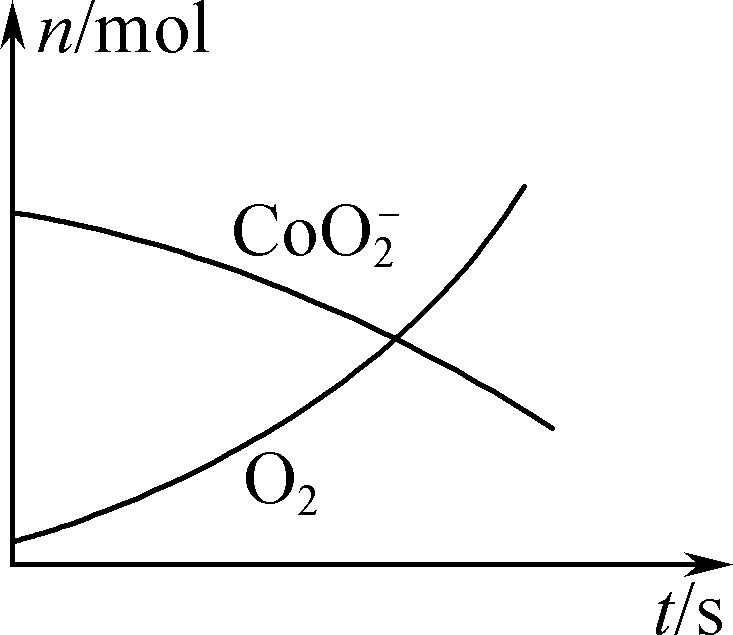 n/mol
CoO₂⁻
O₂
t/s